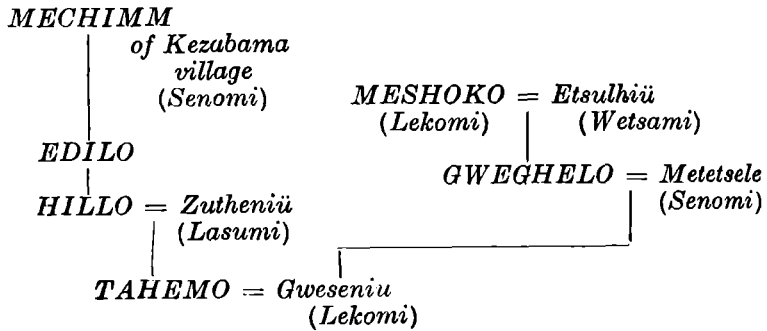 MECHIMM
of Kezabama
village
(Senomi)
MESHOKO = Etsulhiü
(Lekomi) (Wetsami)
EDILO
GWEGHELO = Metetsele
(Senomi)
HILLO = Zutheniü
(Lasumi)
TAHEMO = Gweseniu
(Lekomi)